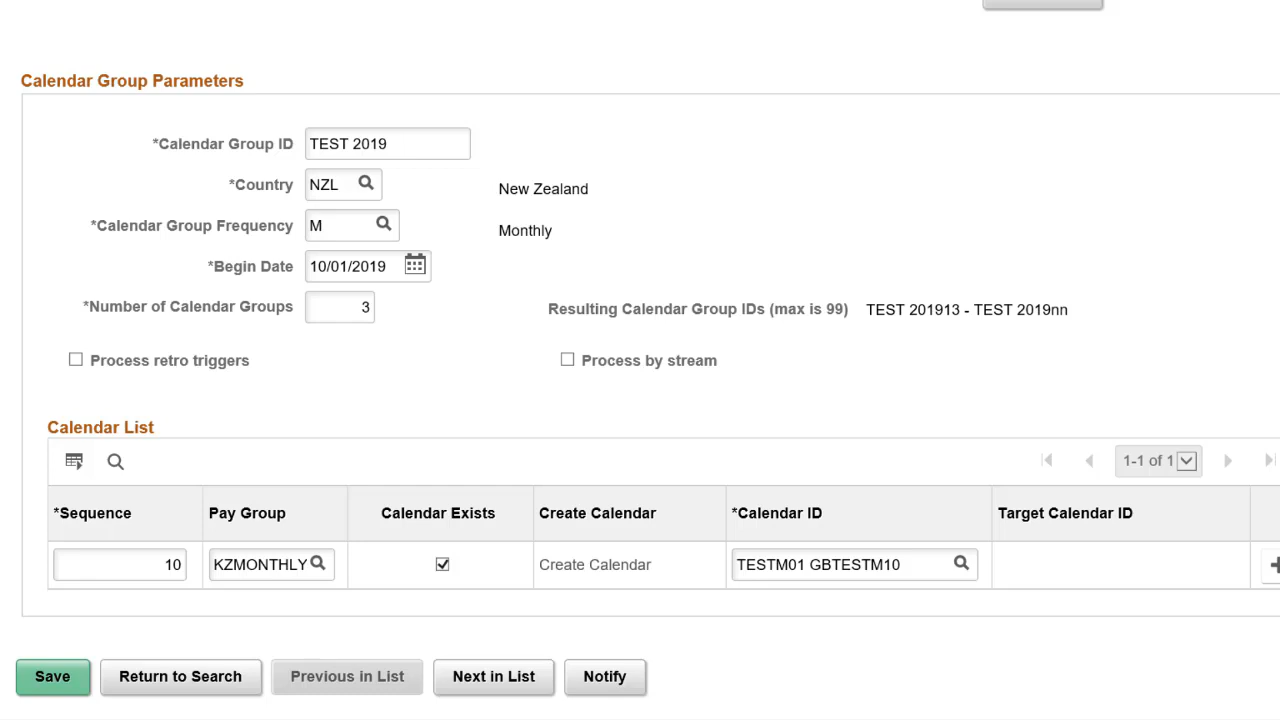 Calendar Group Parameters
*Calendar Group ID TEST 2019
*Country NZL New Zealand
*Calendar Group Frequency M Monthly
*Begin Date 10/01/2019
*Number of Calendar Groups 3 Resulting Calendar Group IDs (max is 99) TEST 201913 - TEST 2019nn
Process retro triggers Process by stream
Calendar List
1-1 of 1
*Sequence Pay Group Calendar Exists Create Calendar *Calendar ID Target Calendar ID
10 KZMONTHLY Create Calendar TESTM01 GBTESTM10
Save Return to Search Previous in List Next in List Notify